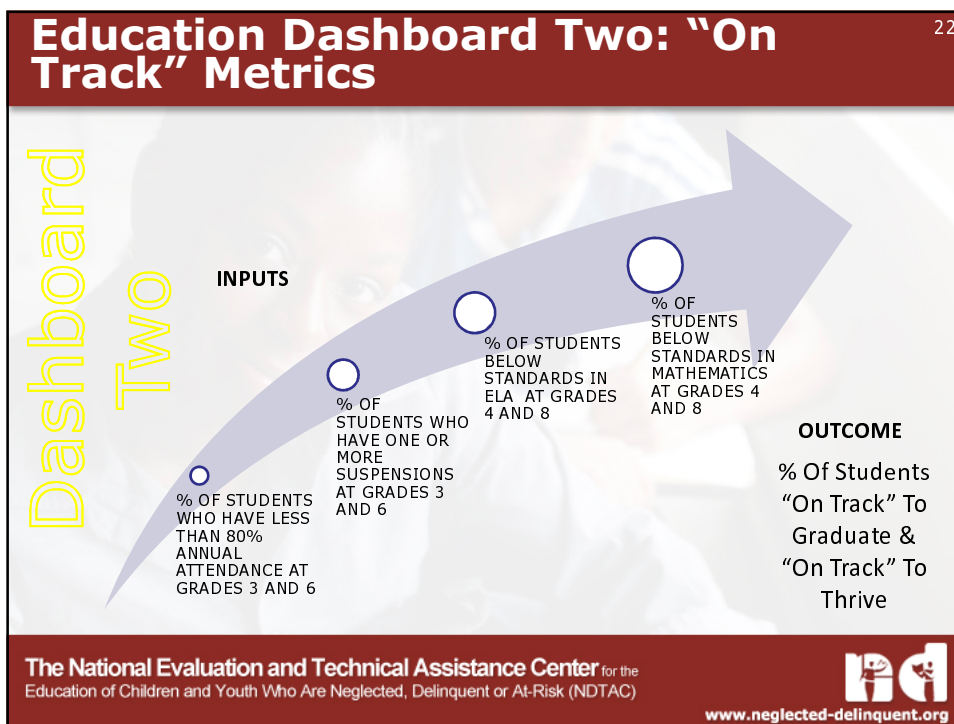 Education Dashboard Two: “On
Track” Metrics
22
Dashboard
Two
INPUTS
% OF STUDENTS
WHO HAVE LESS
THAN 80%
ANNUAL
ATTENDANCE AT
GRADES 3 AND 6
% OF
STUDENTS WHO
HAVE ONE OR
MORE
SUSPENSIONS
AT GRADES 3
AND 6
% OF STUDENTS
BELOW
STANDARDS IN
ELA AT GRADES
4 AND 8
% OF
STUDENTS
BELOW
STANDARDS IN
MATHEMATICS
AT GRADES 4
AND 8
OUTCOME
% Of Students
“On Track” To
Graduate &
“On Track” To
Thrive
The National Evaluation and Technical Assistance Center for the
Education of Children and Youth Who Are Neglected, Delinquent or At-Risk (NDTAC)
nd
www.neglected-delinquent.org